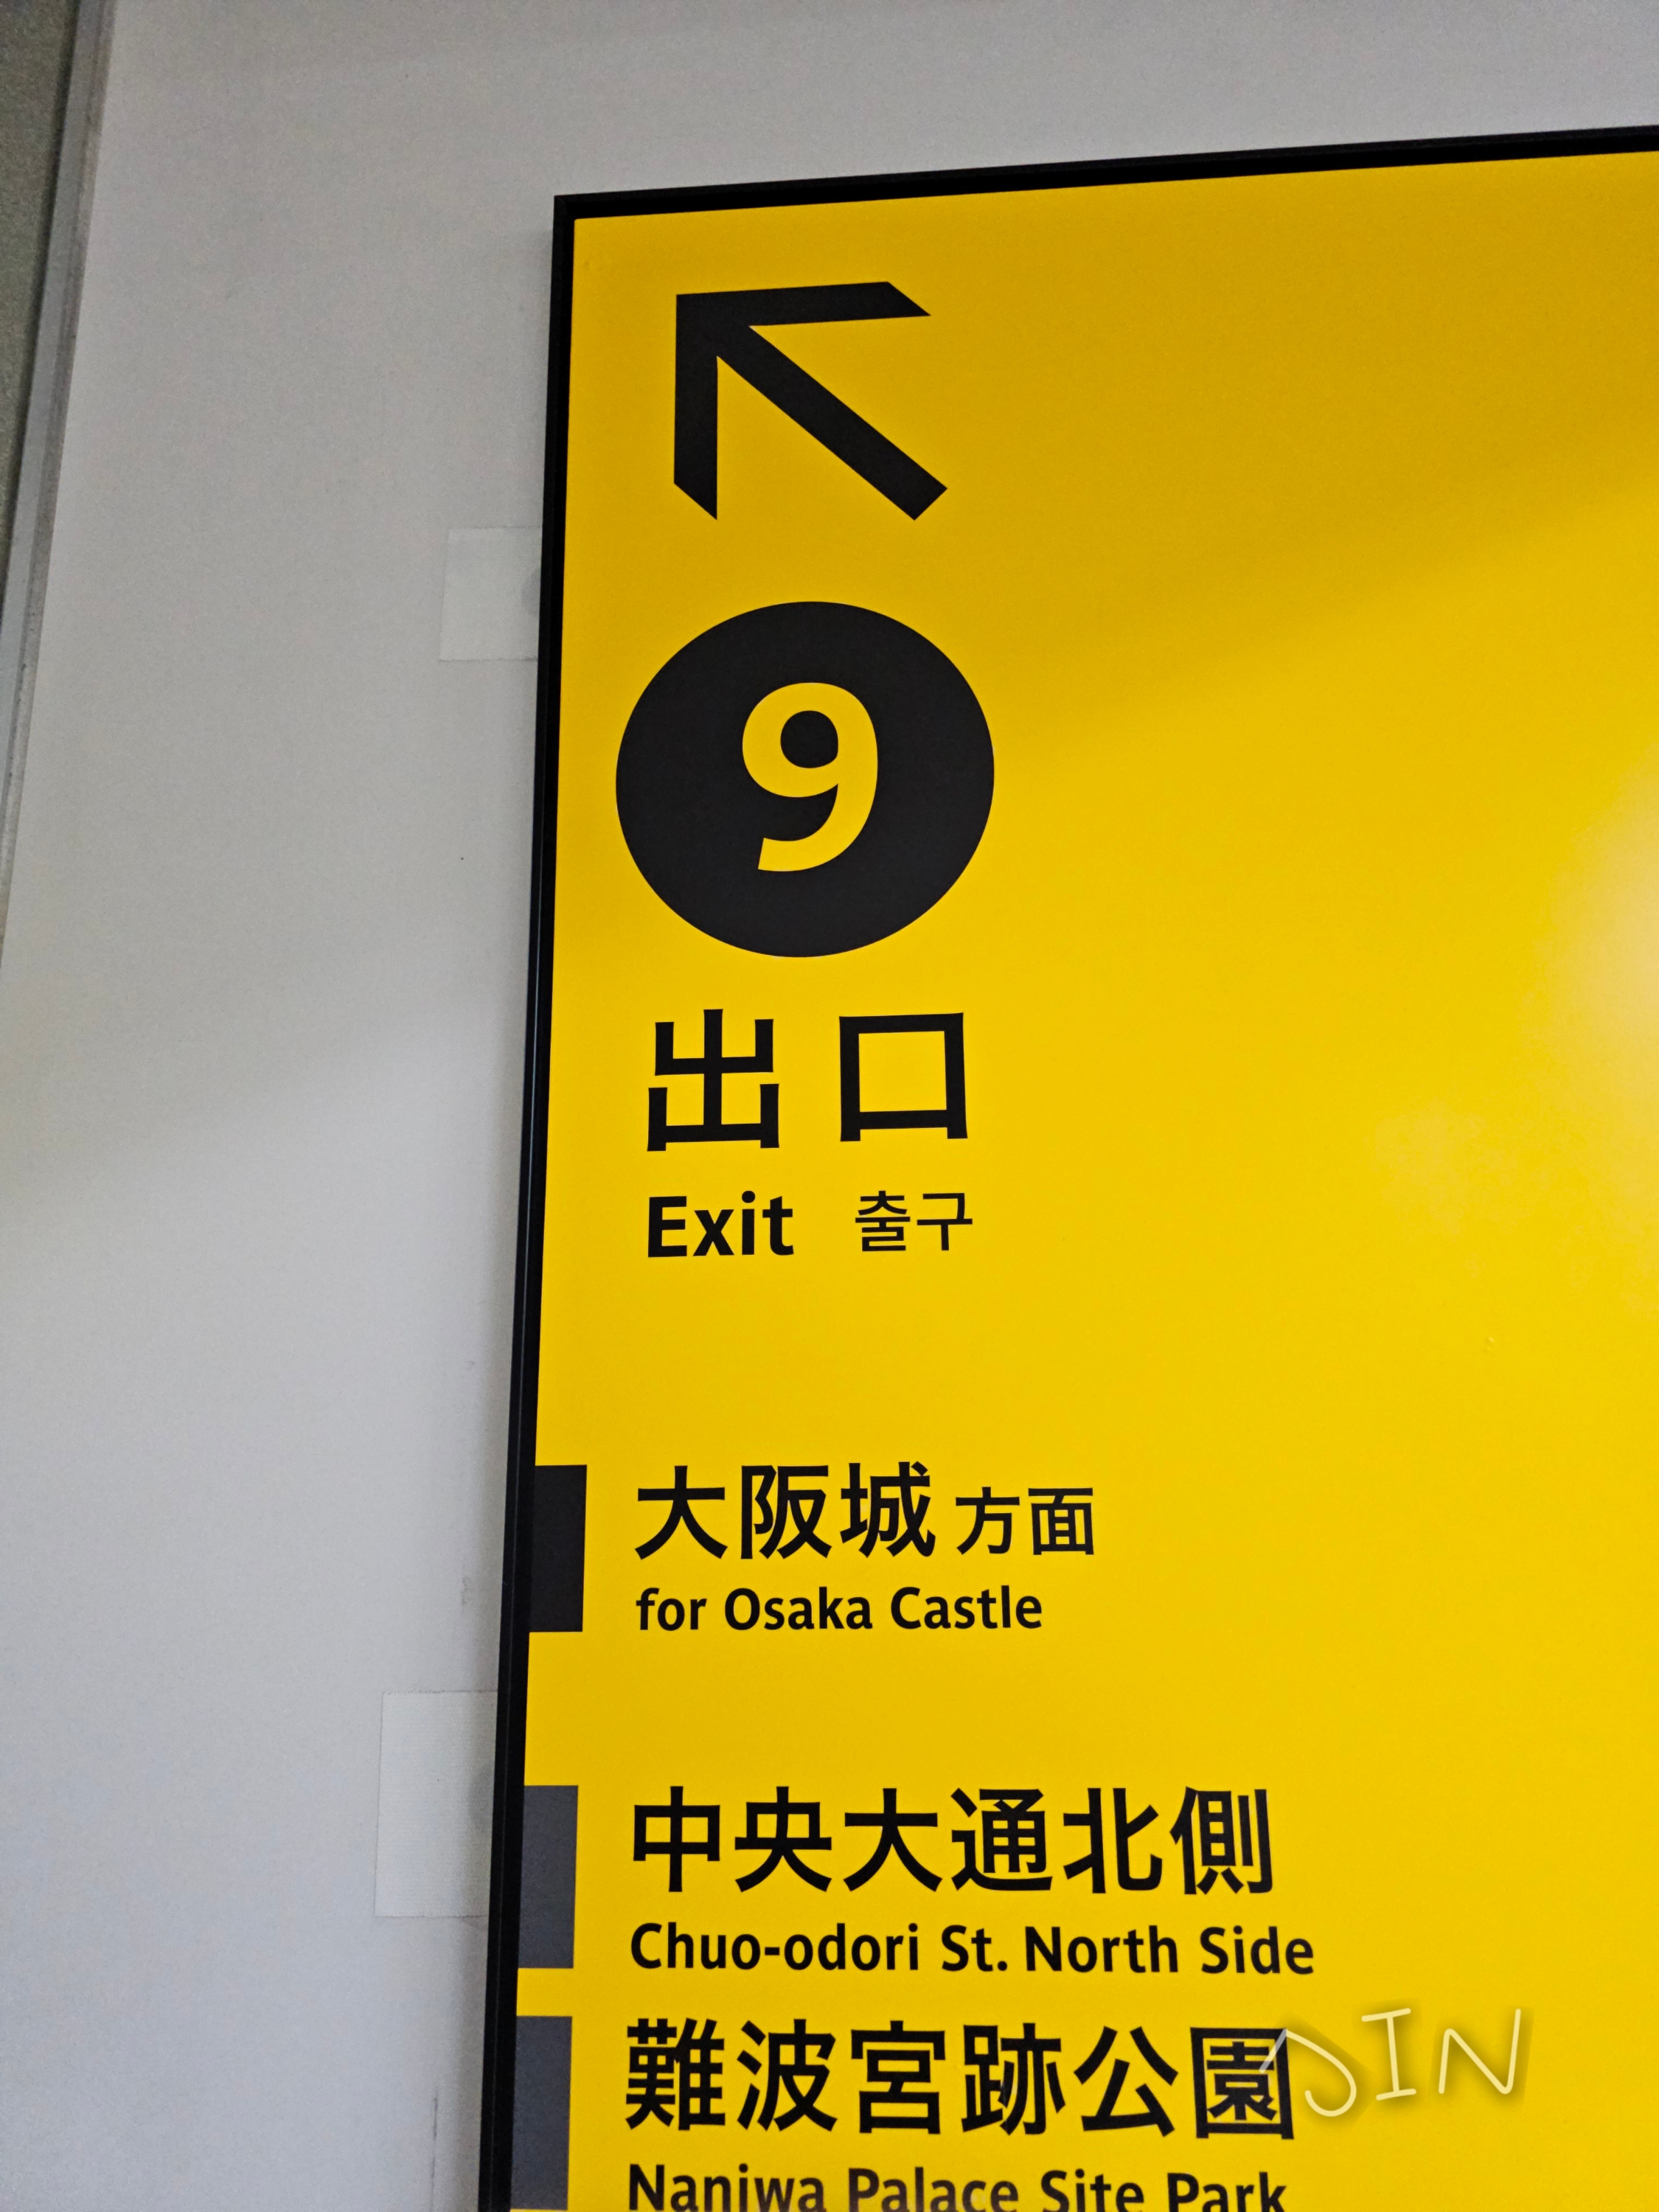 9
出口
Exit 출구
大阪城 方面
for Osaka Castle
中央大通北側
Chuo-odori St. North Side
難波宮跡公園
Naniwa Palace Site Park
JIN